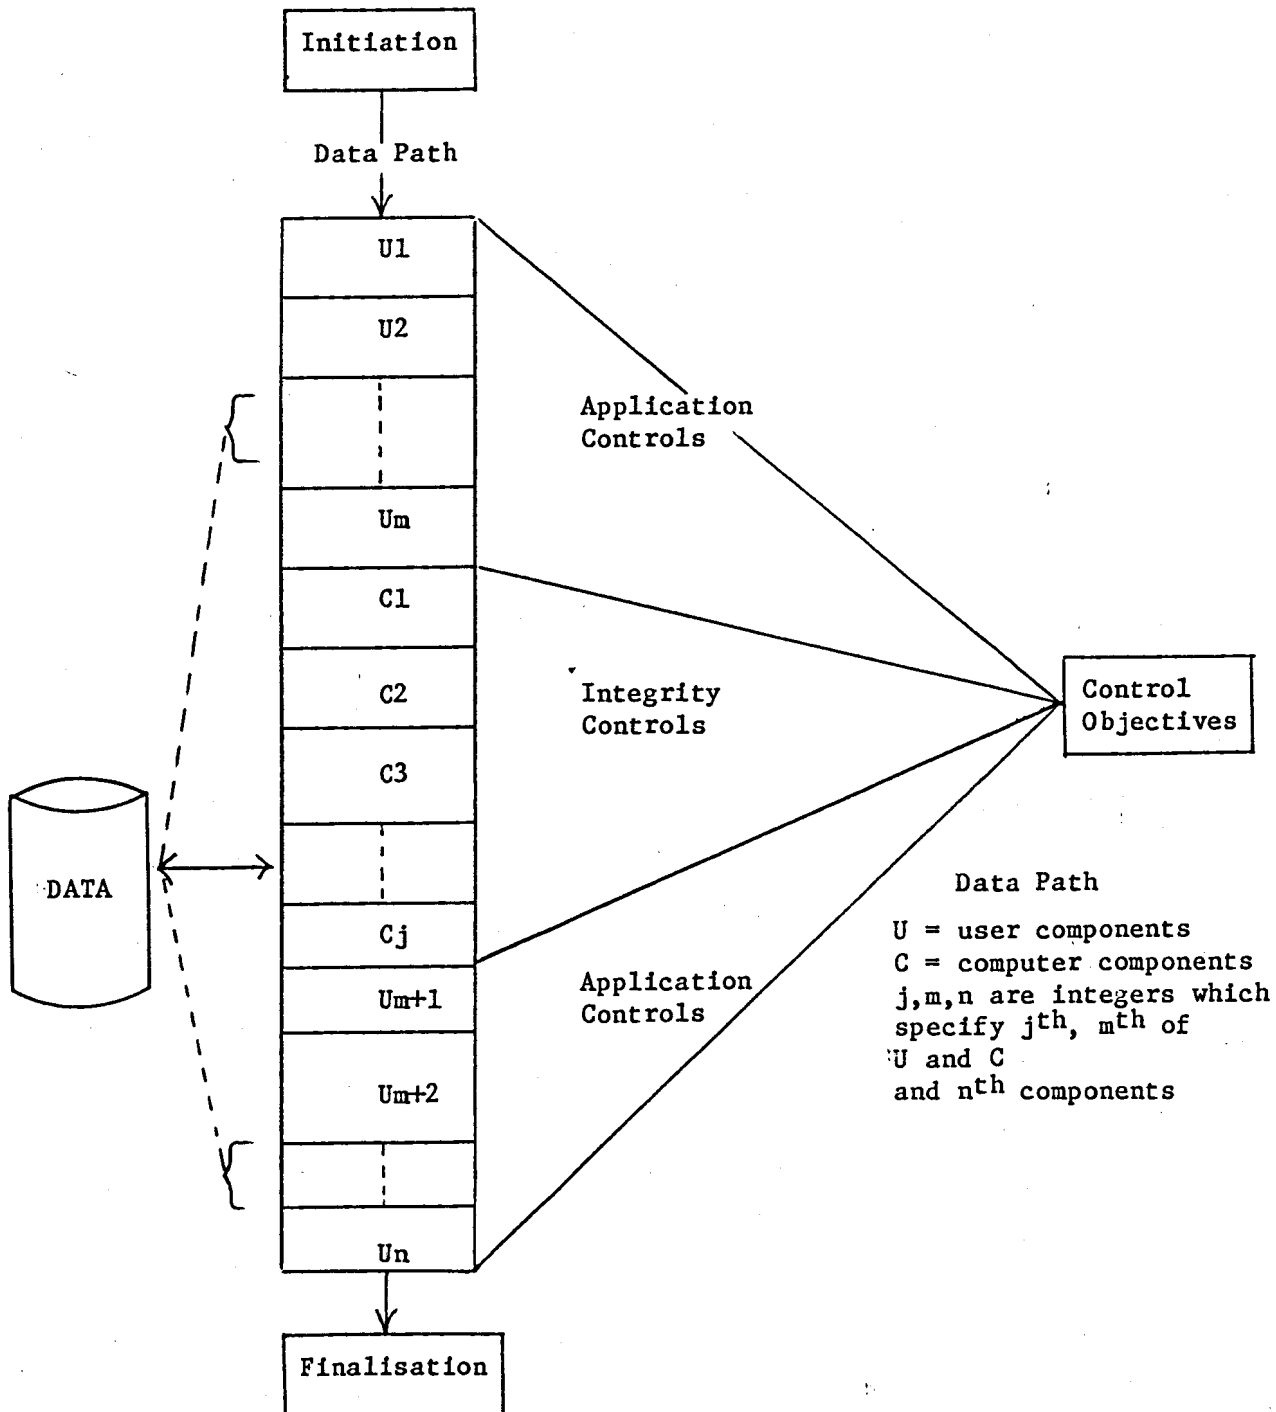 Initiation
Data Path
U1
U2
Application
Controls
Um
C1
C2
Integrity
Controls
Control
Objectives
C3
DATA
Cj
Um+1
Um+2
Application
Controls
Data Path
U = user components
C = computer components
j,m,n are integers which
specify jth, mth of
U and C
and nth components
Un
Finalisation